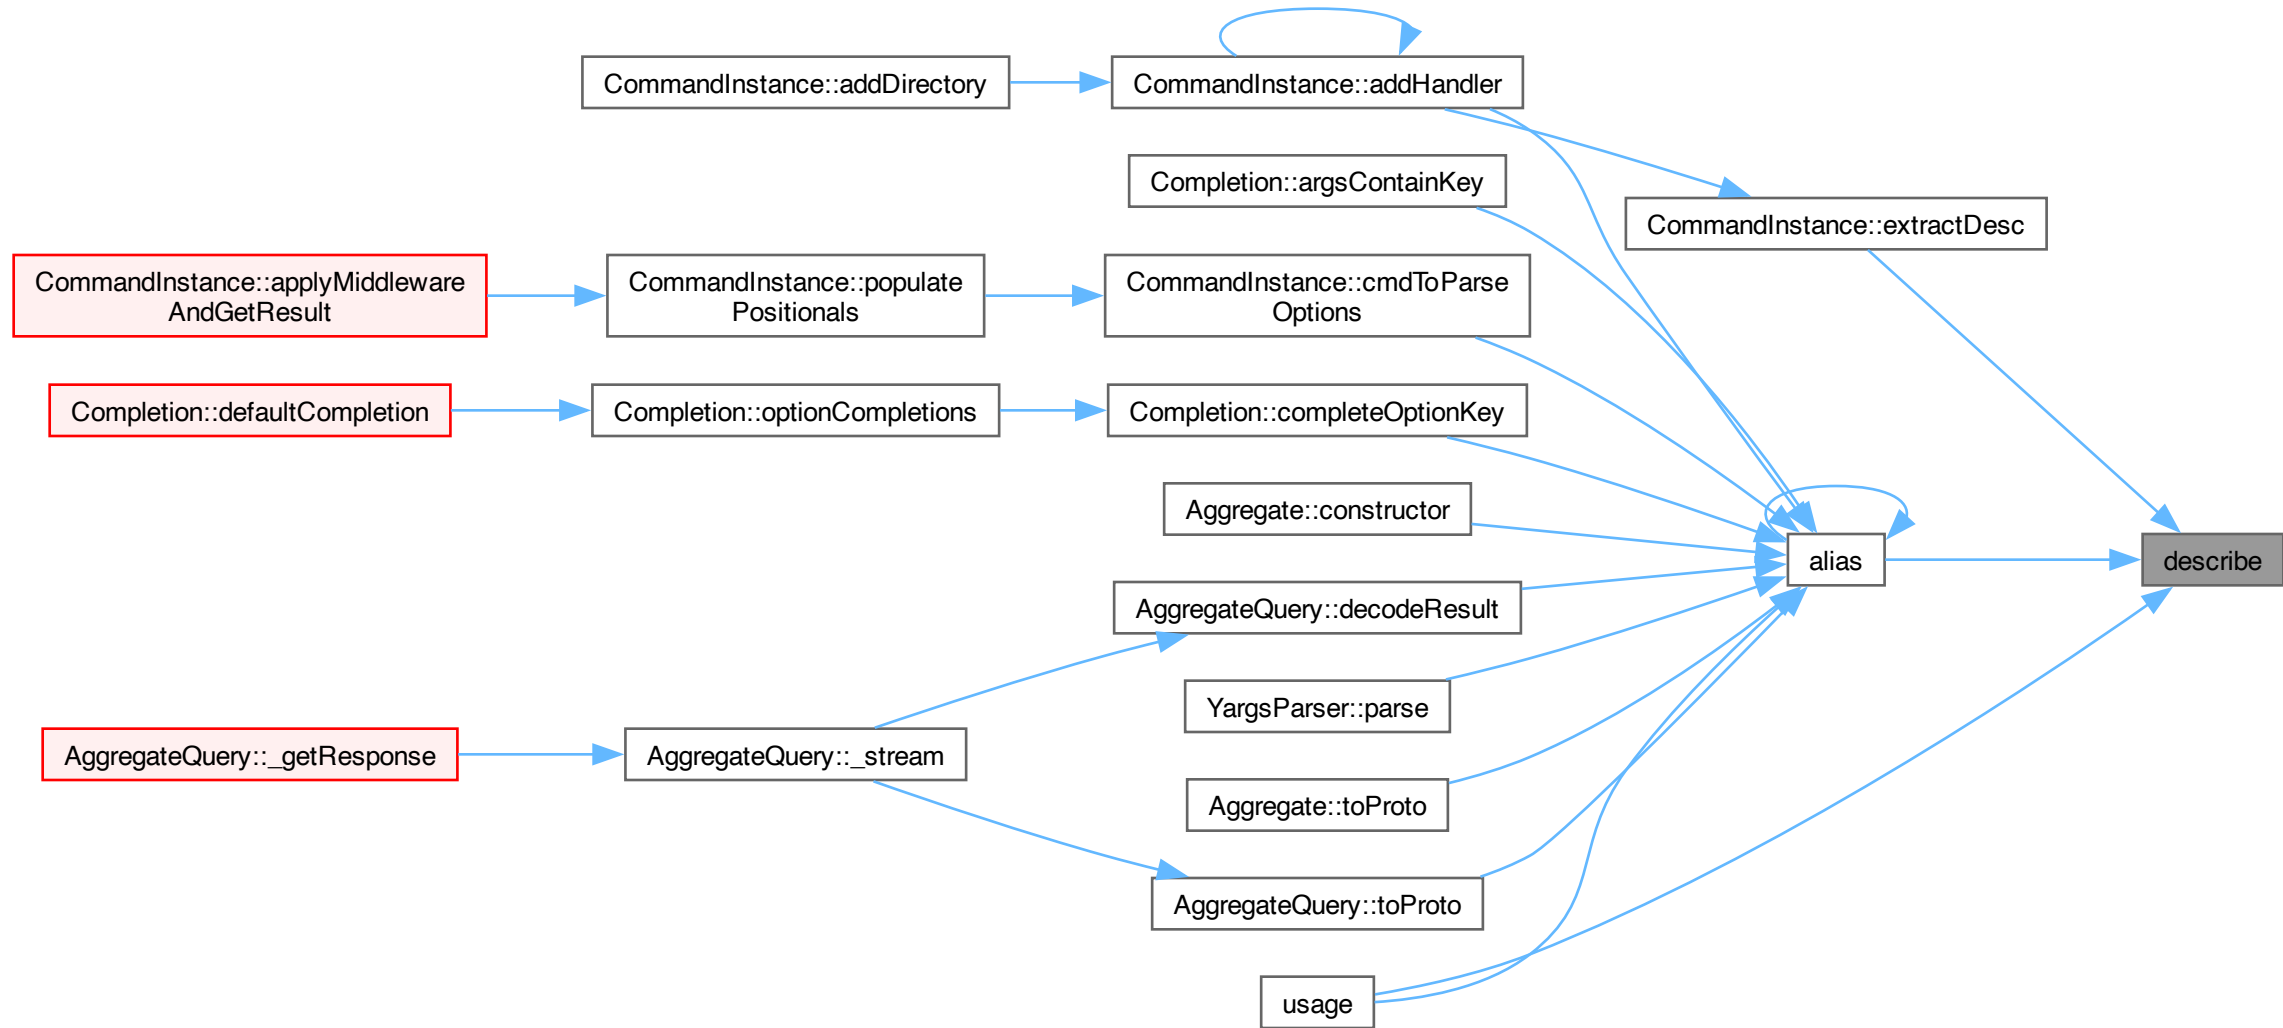 CommandInstance::addDirectory
CommandInstance::addHandler
Completion::argsContainKey
CommandInstance::extractDesc
CommandInstance::applyMiddleware
AndGetResult
CommandInstance::populate
Positionals
CommandInstance::cmdToParse
Options
Completion::defaultCompletion
Completion::optionCompletions
Completion::completeOptionKey
Aggregate::constructor
alias
describe
AggregateQuery::decodeResult
YargsParser::parse
AggregateQuery::_getResponse
AggregateQuery::_stream
Aggregate::toProto
AggregateQuery::toProto
usage